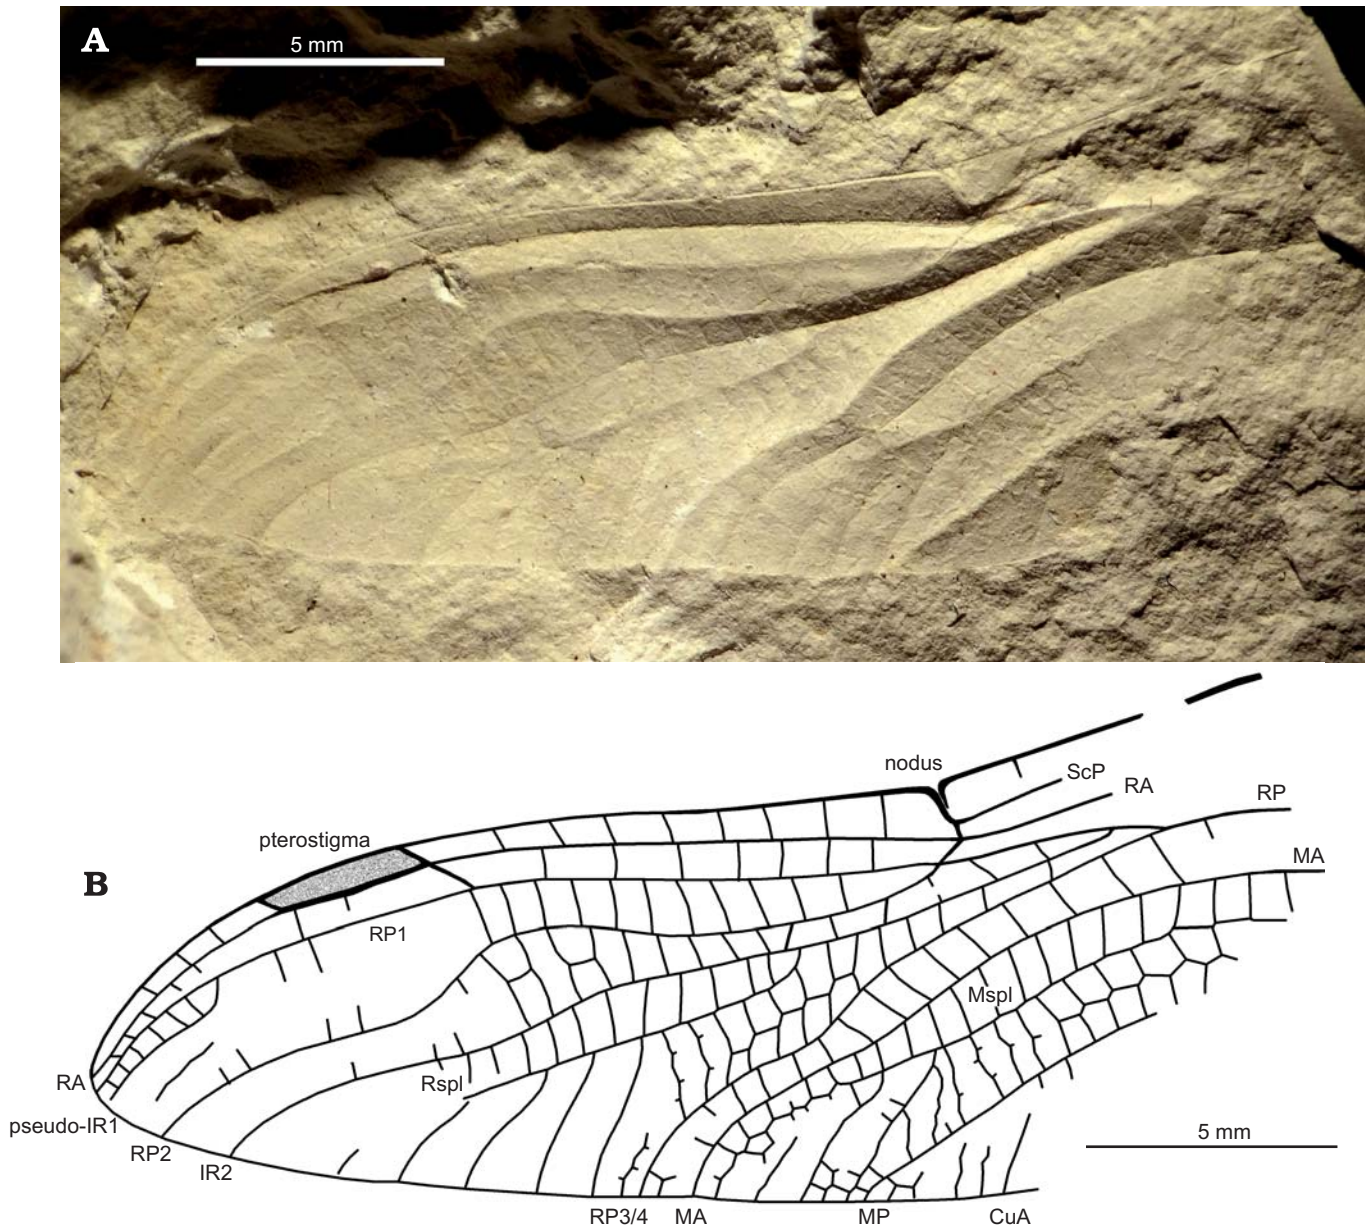 A
5 mm
nodus
ScP
RA
RP
pterostigma
MA
B
RP1
Mspl
RA
Rspl
pseudo-IR1
5 mm
RP2
IR2
RP3/4 MA MP CuA